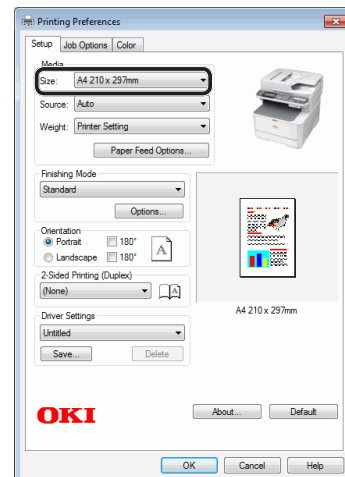 Printing Preferences
Setup Job Options Color
Media
Size: A4 210 x 297mm
Source: Auto
Weight: Printer Setting
Paper Feed Options...
Finishing Mode
Standard
Options...
Orientation
Portrait 180°
Landscape 180°
A
2-Sided Printing (Duplex)
(None)
A
A4 210 x 297mm
Driver Settings
Untitled
Save... Delete
OKI
About... Default
OK Cancel Help